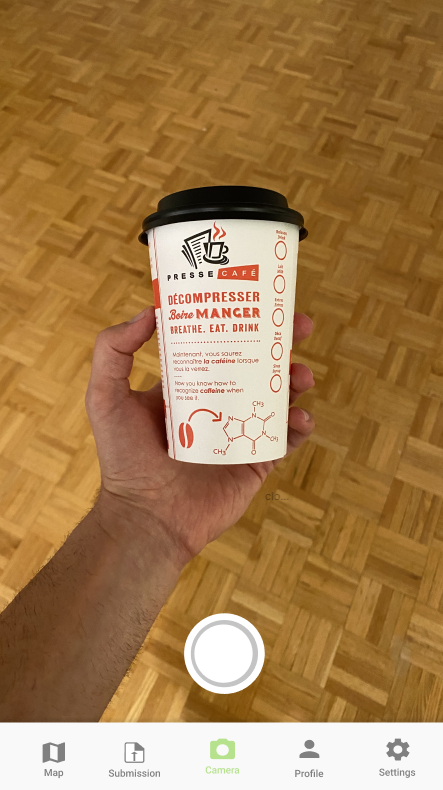 PRESSE CAFÉ
DÉCOMPRESSER
Boire MANGER
BREATHE. EAT. DRINK
Maintenant, vous saurez
reconnaître la caféine lorsque
vous la verrez.
Now you know how to
recognize caffeine when
you see it.
CH₃
O
N
N
CH₃
N
N
O
CH₃
Map
Submission
Camera
Profile
Settings